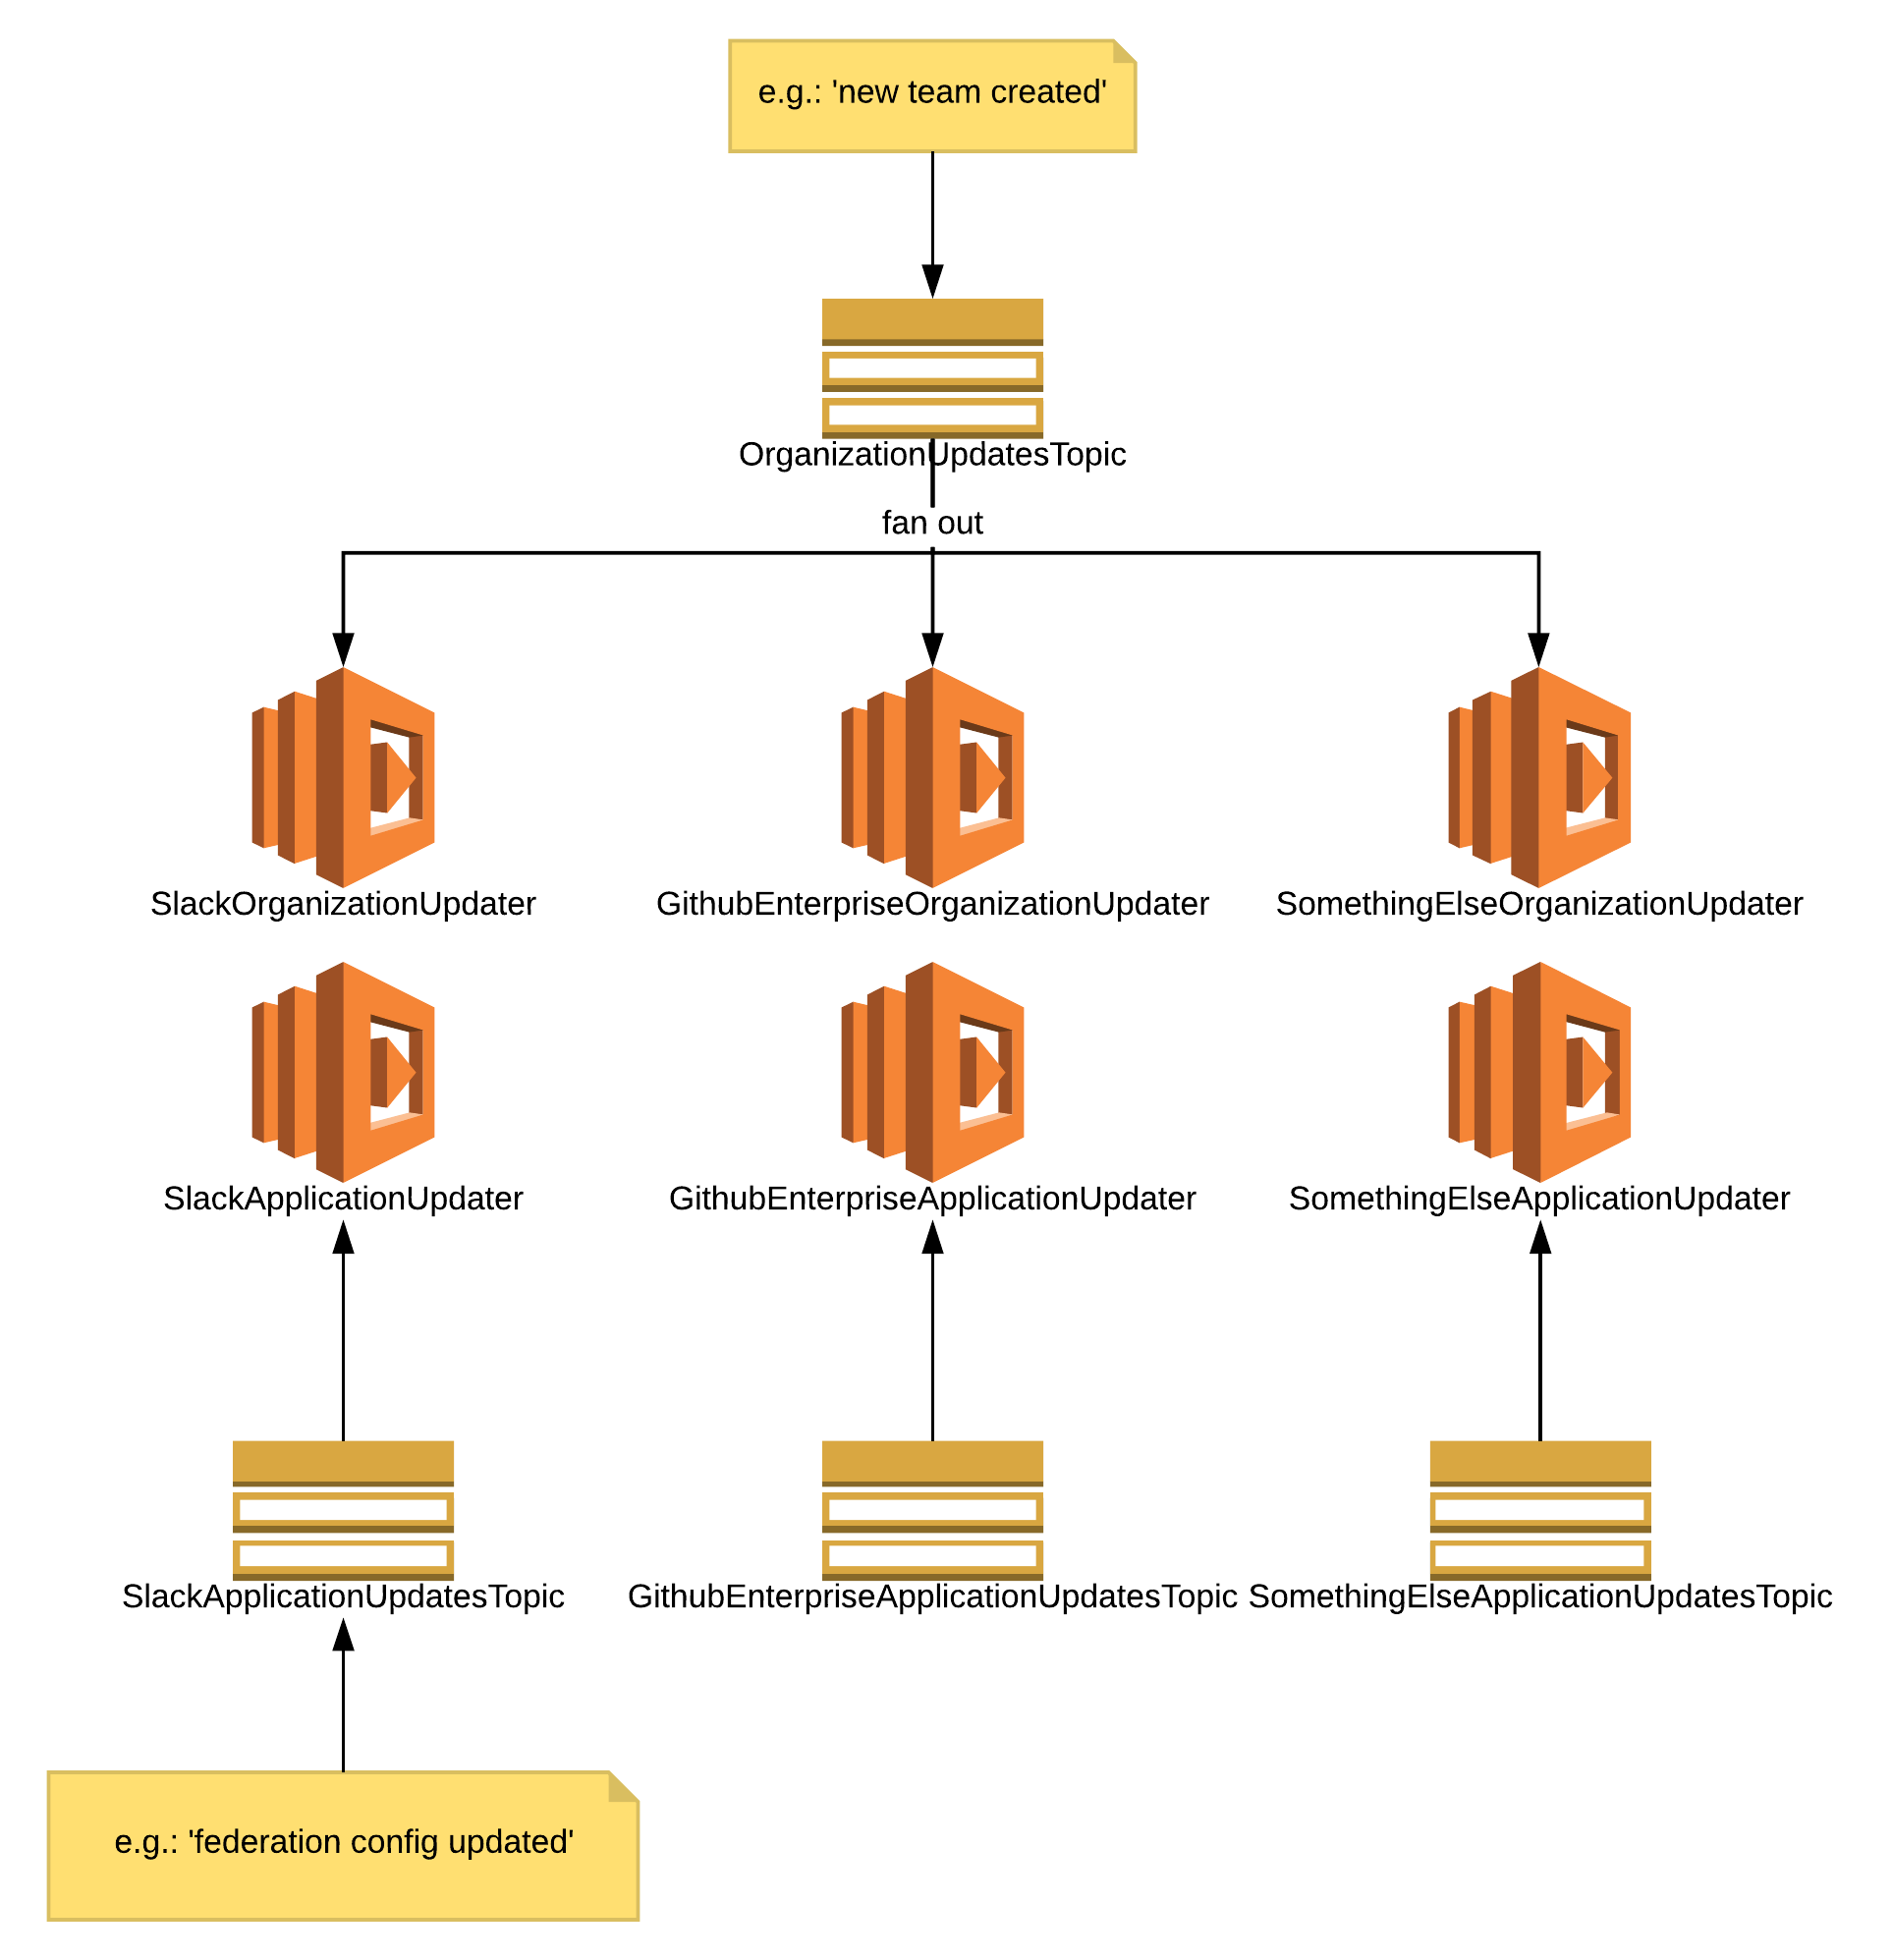 e.g.: 'new team created'
OrganizationUpdatesTopic
fan out
SlackOrganizationUpdater
GithubEnterpriseOrganizationUpdater
SomethingElseOrganizationUpdater
SlackApplicationUpdater
GithubEnterpriseApplicationUpdater
SomethingElseApplicationUpdater
SlackApplicationUpdatesTopic
GithubEnterpriseApplicationUpdatesTopic
SomethingElseApplicationUpdatesTopic
e.g.: 'federation config updated'